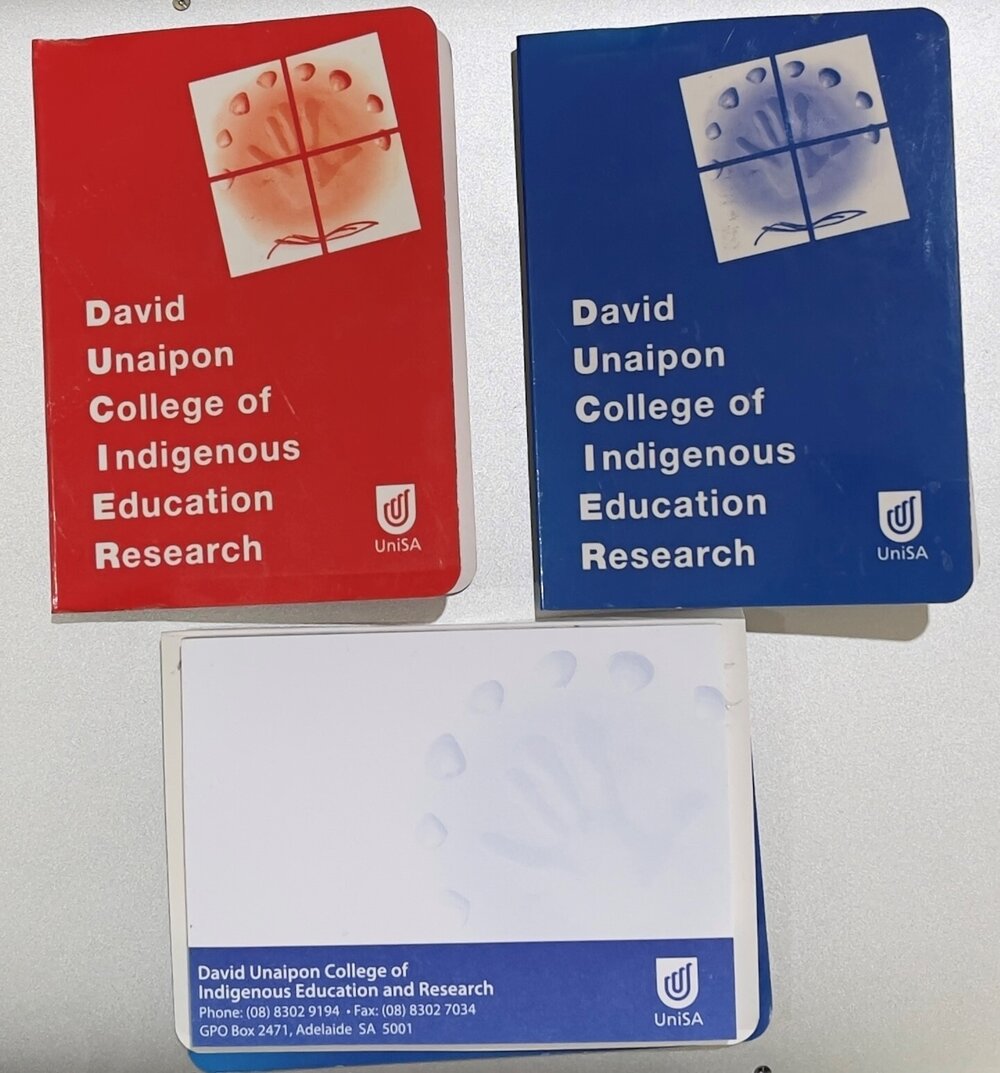 David
Unaipon
College of
Indigenous
Education
Research
UniSA
David
Unaipon
College of
Indigenous
Education
Research
UniSA
David Unaipon College of
Indigenous Education and Research
Phone: (08) 8302 9194 • Fax: (08) 8302 7034
GPO Box 2471, Adelaide SA 5001
UniSA